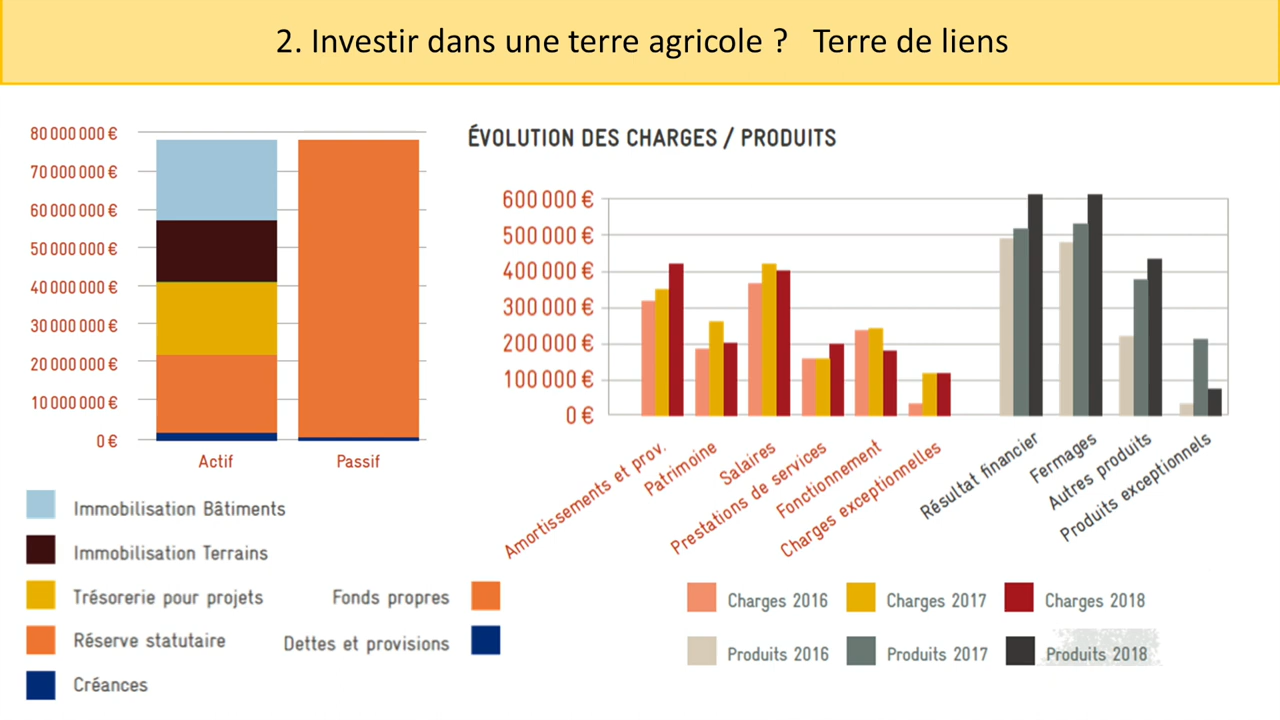 2. Investir dans une terre agricole ? Terre de liens
80 000 000 €
70 000 000 €
60 000 000 €
50 000 000 €
40 000 000 €
30 000 000 €
20 000 000 €
10 000 000 €
0 €
Actif
Passif
Immobilisation Bâtiments
Immobilisation Terrains
Trésorerie pour projets
Réserve statutaire
Créances
Fonds propres
Dettes et provisions
ÉVOLUTION DES CHARGES / PRODUITS
600 000 €
500 000 €
400 000 €
300 000 €
200 000 €
100 000 €
0 €
Amortissements et prov.
Patrimoine
Salaires
Prestations de services
Fonctionnement
Charges exceptionnelles
Résultat financier
Fermages
Autres produits
Produits exceptionnels
Charges 2016
Charges 2017
Charges 2018
Produits 2016
Produits 2017
Produits 2018